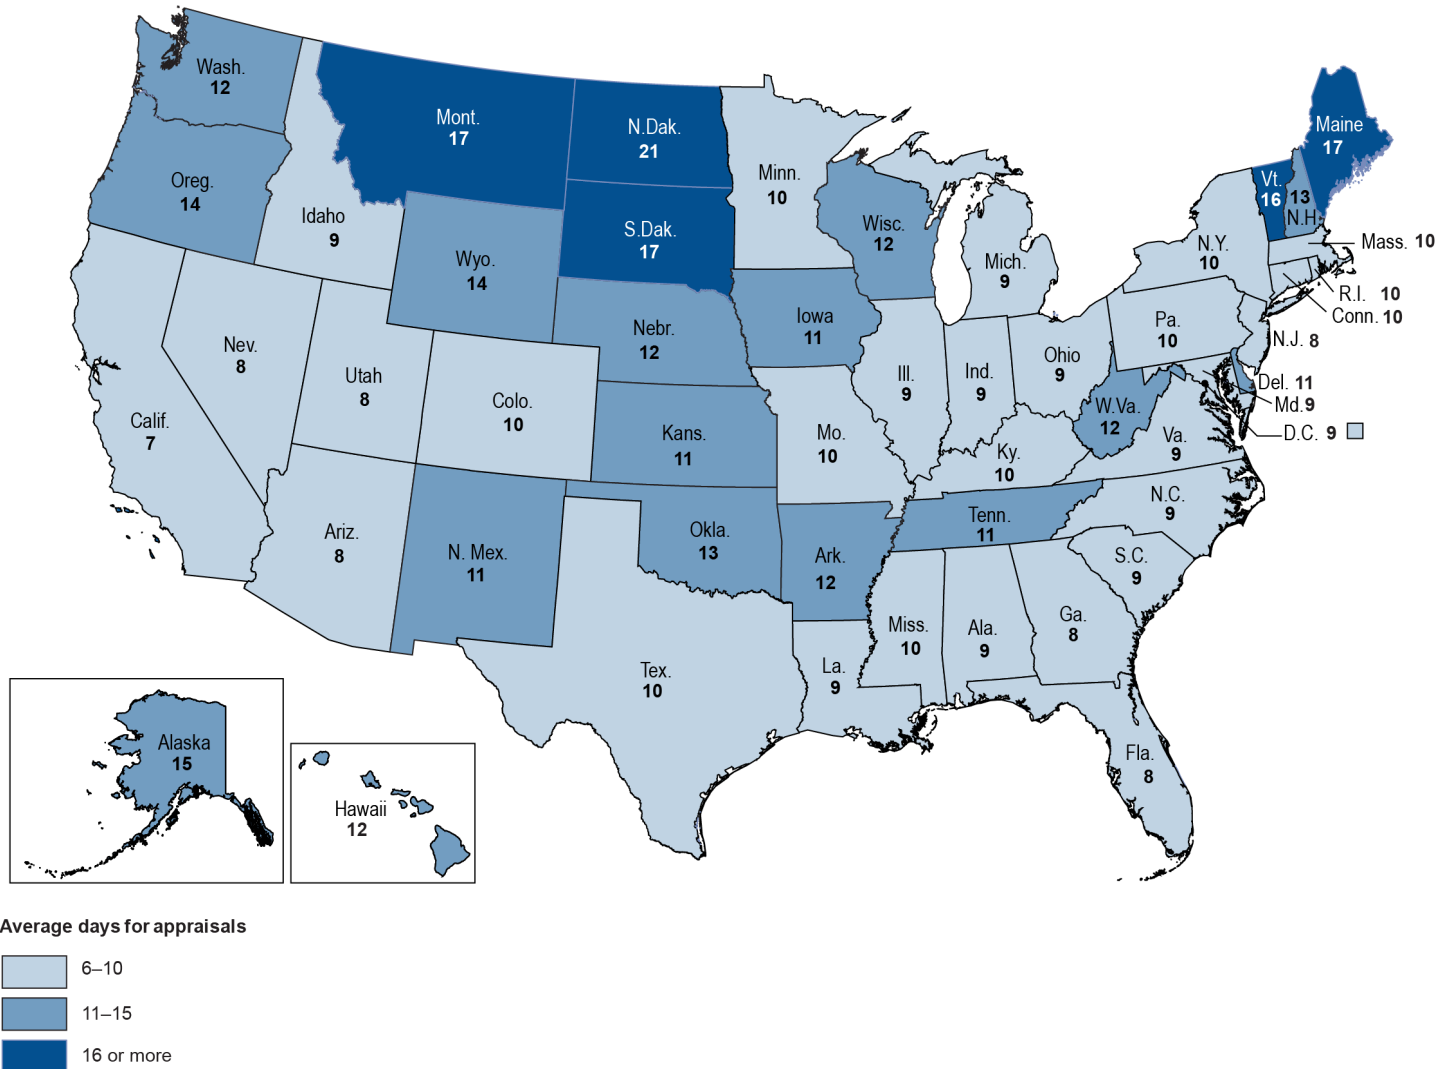 Wash.
12
Mont.
17
N.Dak.
21
Minn.
10
Maine
17
Vt.
16
13
N.H.
Oreg.
14
Idaho
9
S.Dak.
17
Wisc.
12
Mich.
9
N.Y.
10
Mass. 10
R.I. 10
Conn. 10
Wyo.
14
Iowa
11
Nebr.
12
Pa.
10
N.J. 8
Nev.
8
Utah
8
Colo.
10
Ill.
9
Ind.
9
Ohio
9
Del. 11
Md. 9
D.C. 9
Calif.
7
Kans.
11
Mo.
10
W.Va.
12
Va.
9
Ky.
10
N.C.
9
Ariz.
8
N. Mex.
11
Okla.
13
Ark.
12
Tenn.
11
S.C.
9
Tex.
10
La.
9
Miss.
10
Ala.
9
Ga.
8
Fla.
8
Alaska
15
Hawaii
12
Average days for appraisals
6–10
11–15
16 or more